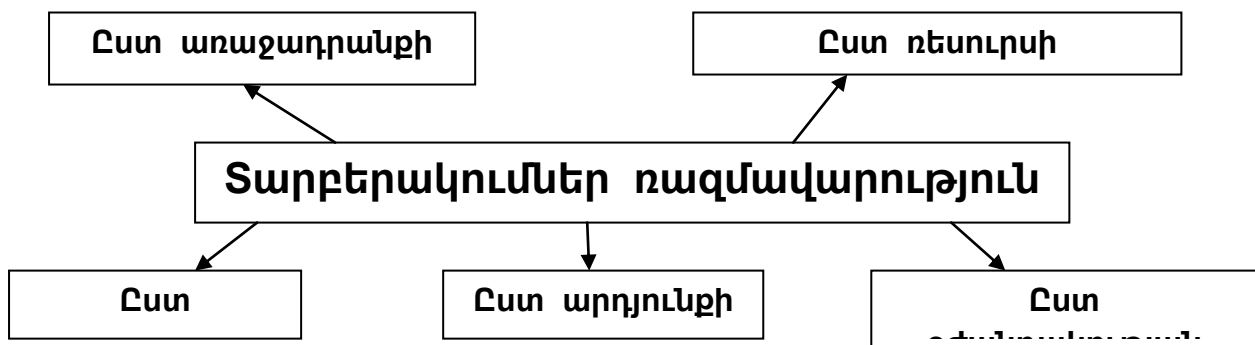 Ըստ առաջադրանքի
Ըստ ռեսուրսի
Տարբերակումներ ռազմավարություն
Ըստ
Ըստ արդյունքի
Ըստ